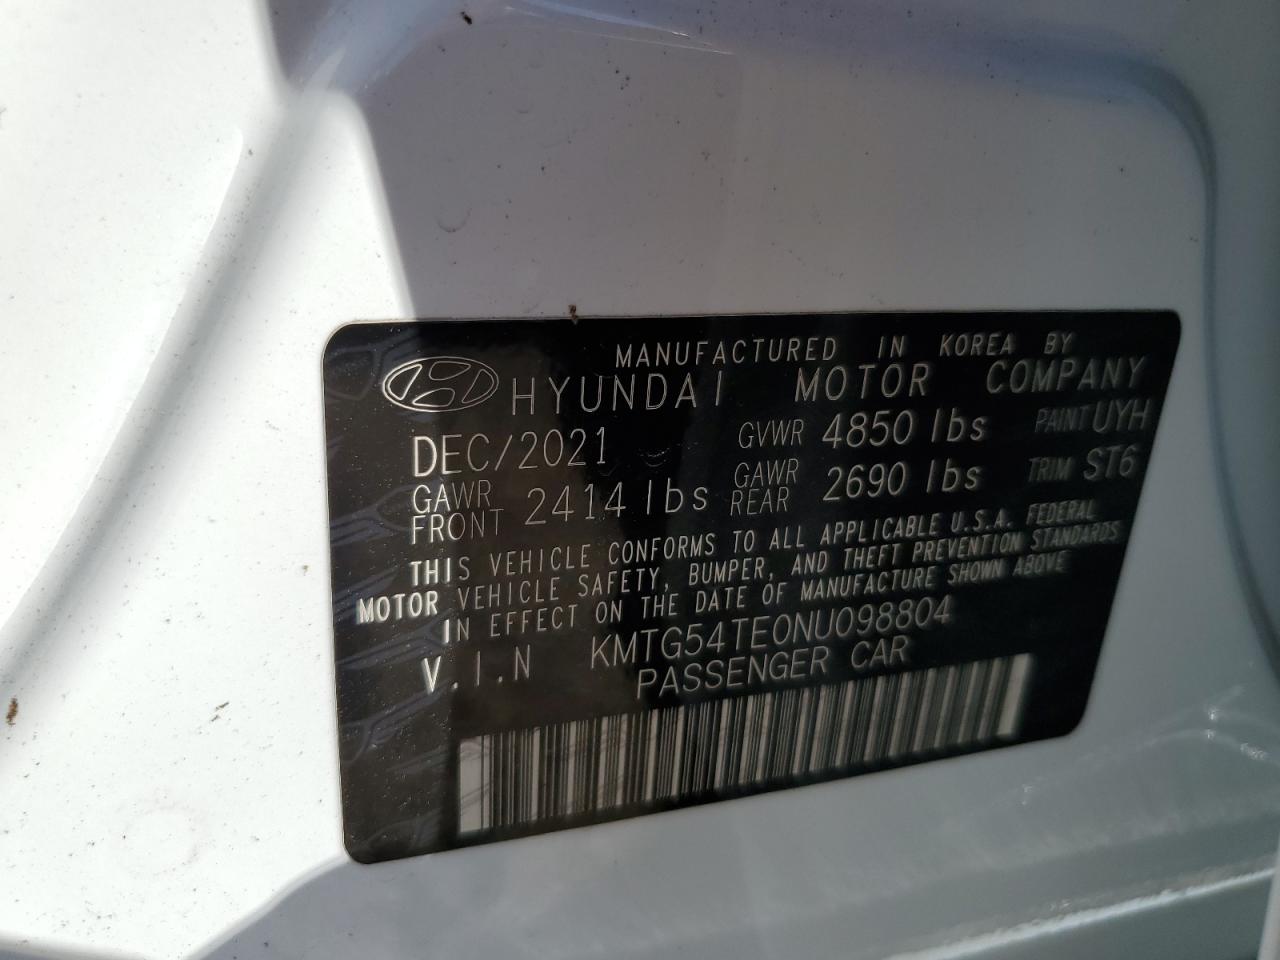 MANUFACTURED IN KOREA BY
HYUNDAI MOTOR COMPANY
DEC/2021 GVWR 4850 lbs PAINT UYH
GAWR FRONT 2414 lbs GAWR REAR 2690 lbs TRIM ST6
THIS VEHICLE CONFORMS TO ALL APPLICABLE U.S.A. FEDERAL
MOTOR VEHICLE SAFETY, BUMPER, AND THEFT PREVENTION STANDARDS
IN EFFECT ON THE DATE OF MANUFACTURE SHOWN ABOVE
V.I.N KMTG54TE0NU098804
PASSENGER CAR